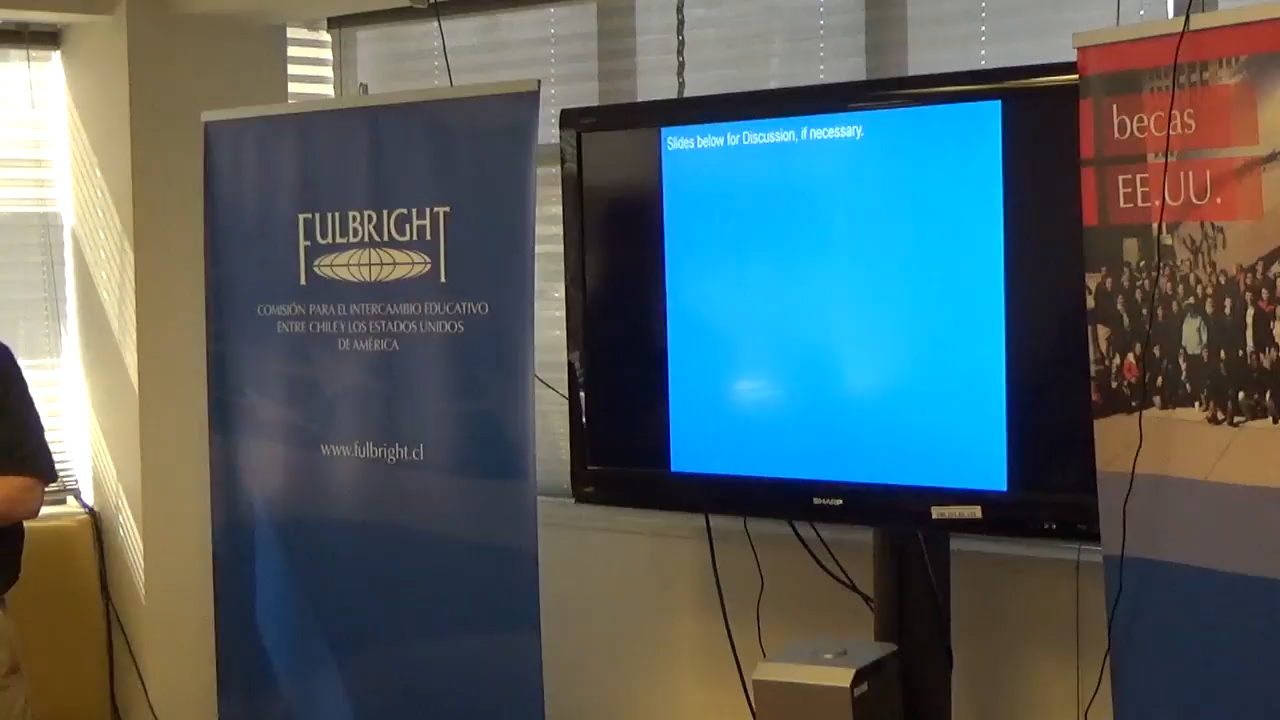 FULBRIGHT
COMISIÓN PARA EL INTERCAMBIO EDUCATIVO
ENTRE CHILE Y LOS ESTADOS UNIDOS
DE AMÉRICA
www.fulbright.cl
Slides below for Discussion, if necessary.
SHARP
becas
EE.UU.